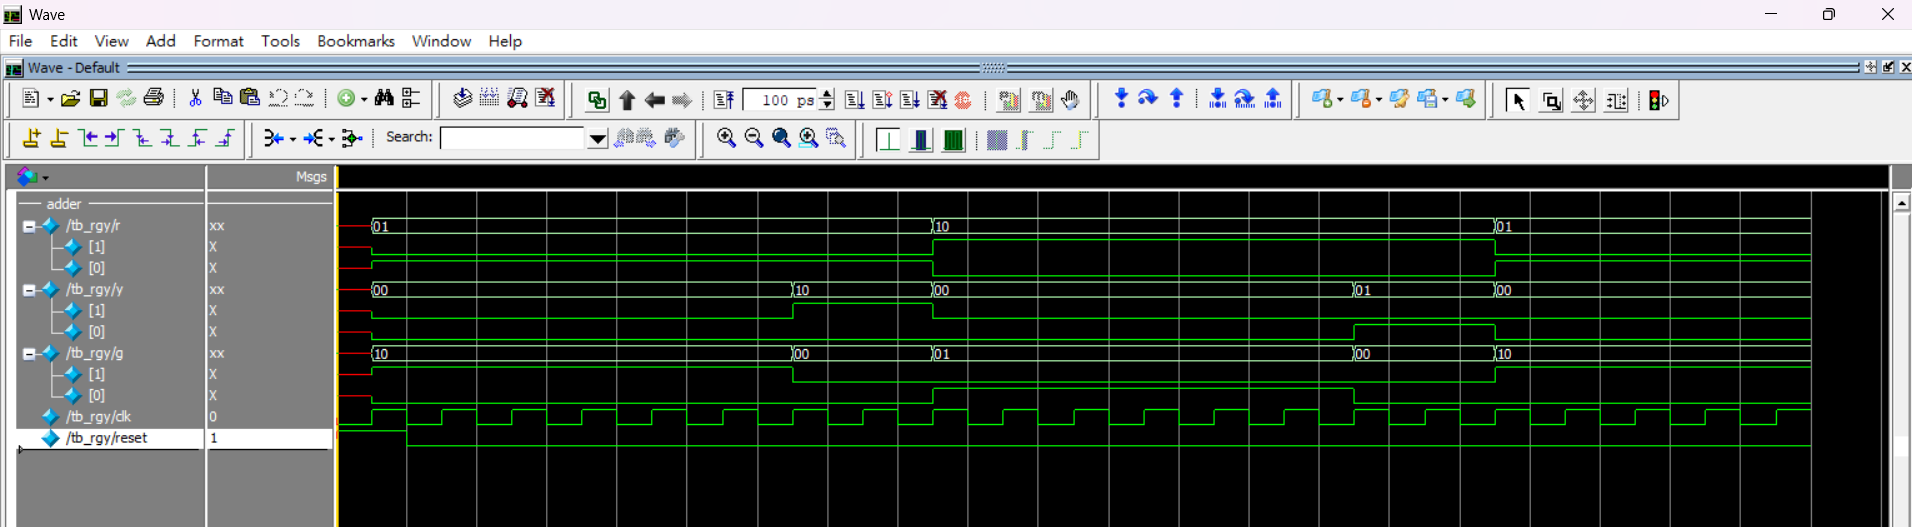 Wave
File Edit View Add Format Tools Bookmarks Window Help
Wave - Default
100 ps
Search:
Msgs
adder
/tb_rgy/r xx 01 10 01
[1] X
[0] X
/tb_rgy/y xx 00 10 00 01 00
[1] X
[0] X
/tb_rgy/g xx 10 00 01 00 10
[1] X
[0] X
/tb_rgy/clk 0
/tb_rgy/reset 1